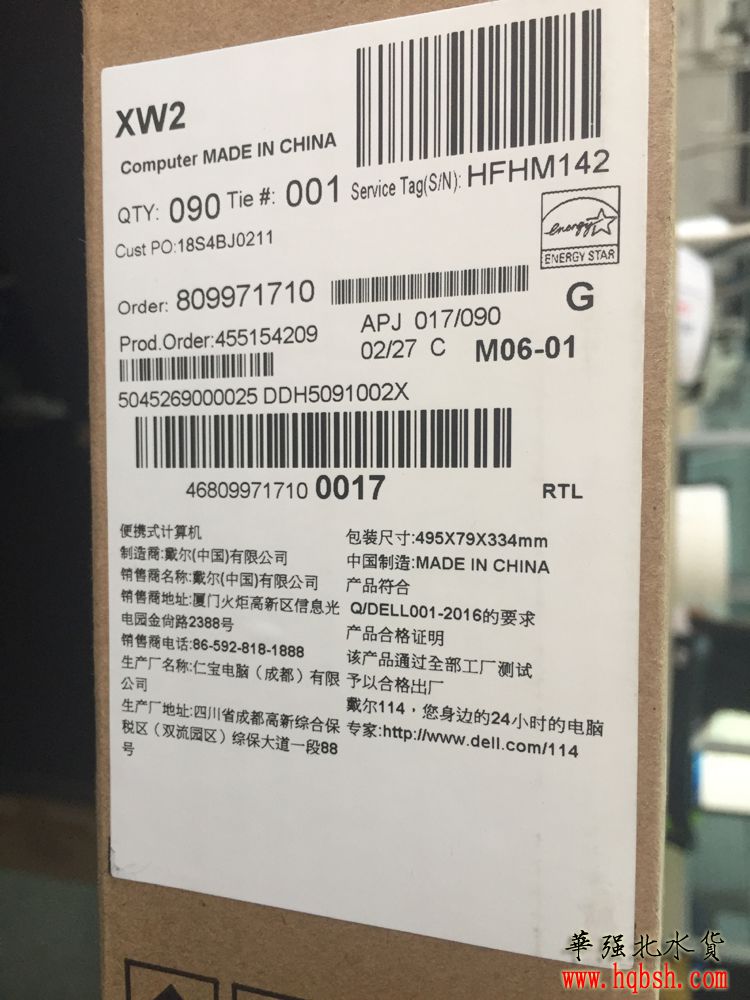 XW2
Computer MADE IN CHINA
QTY: 090 Tie #: 001 Service Tag(S/N): HFHM142
Cust PO:18S4BJ0211
energy
ENERGY STAR
Order: 809971710
G
Prod.Order:455154209
APJ 017/090
02/27 C M06-01
5045269000025 DDH5091002X
46809971710 0017
RTL
便携式计算机
制造商:戴尔(中国)有限公司
销售商名称:戴尔(中国)有限公司
销售商地址:厦门火炬高新区信息光
电园金尚路2388号
销售商电话:86-592-818-1888
生产厂名称:仁宝电脑（成都）有限
公司
生产厂地址:四川省成都高新综合保
税区（双流园区）综保大道一段88
号
包装尺寸:495X79X334mm
中国制造:MADE IN CHINA
产品符合
Q/DELL001-2016的要求
产品合格证明
该产品通过全部工厂测试
予以合格出厂
戴尔114，您身边的24小时的电脑
专家:http://www.dell.com/114
華强北水貨
www.hqbsh.com